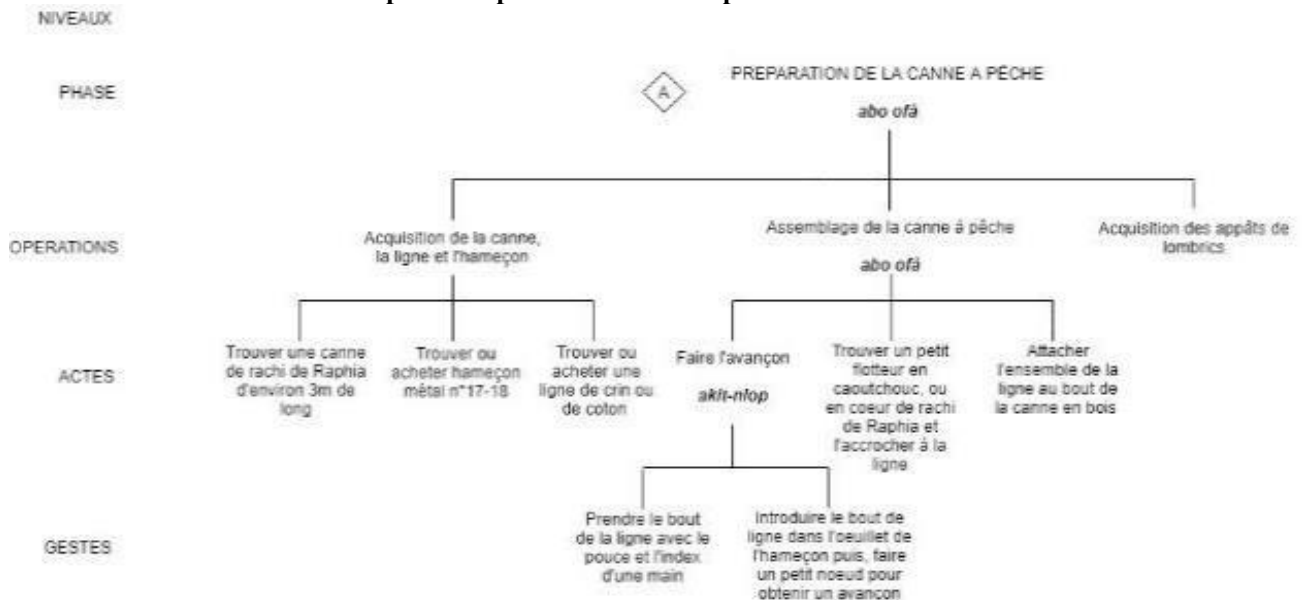 NIVEAUX
PHASE
A
PREPARATION DE LA CANNE A PÊCHE
abo ofà
OPERATIONS
Acquisition de la canne,
la ligne et l'hameçon
Assemblage de la canne à pêche
abo ofà
Acquisition des appâts de
lombrics
ACTES
Trouver une canne
de rachi de Raphia
d'environ 3m de
long
Trouver ou
acheter hameçon
métal n°17-18
Trouver ou
acheter une
ligne de crin ou
de coton
Faire l'avançon
akit-nlop
Trouver un petit
flotteur en
caoutchouc, ou
en coeur de rachi
de Raphia et
l'accrocher à la
ligne
Attacher
l'ensemble de la
ligne au bout de
la canne en bois
GESTES
Prendre le bout
de la ligne avec le
pouce et l'index
d'une main
Introduire le bout de
ligne dans l'oeuillet de
l'hameçon puis, faire
un petit noeud pour
obtenir un avançon